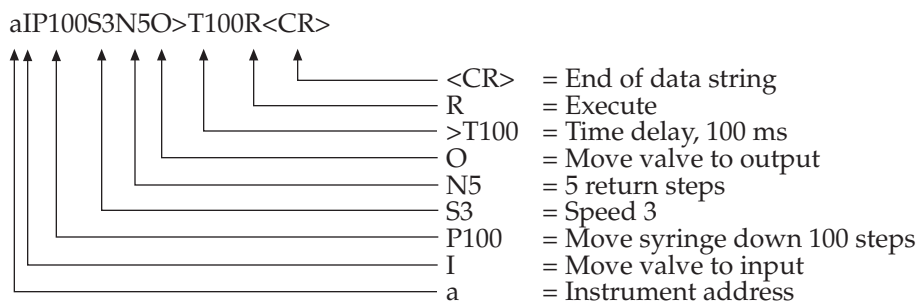 aIP100S3N5O>T100R<CR>
<CR> = End of data string
R = Execute
>T100 = Time delay, 100 ms
O = Move valve to output
N5 = 5 return steps
S3 = Speed 3
P100 = Move syringe down 100 steps
I = Move valve to input
a = Instrument address